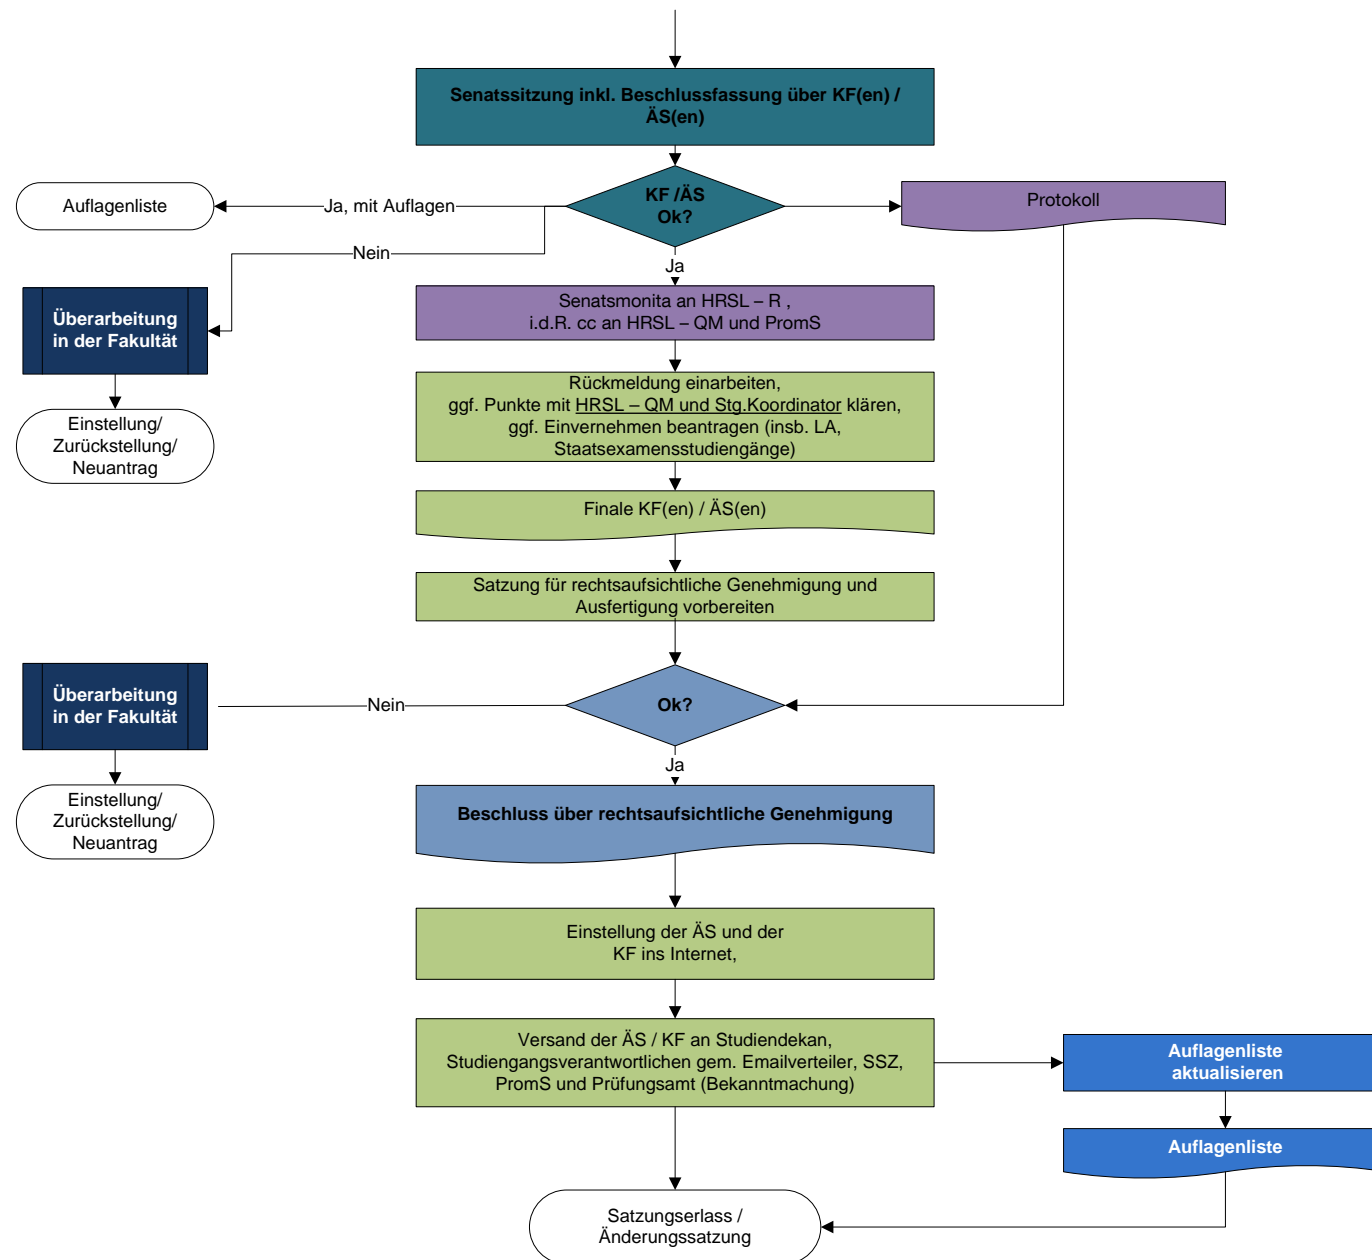 Senatssitzung inkl. Beschlussfassung über KF(en) /
ÄS(en)
KF /ÄS
Ok?
Auflagenliste
Ja, mit Auflagen
Protokoll
Nein
Ja
Überarbeitung
in der Fakultät
Senatsmonita an HRSL – R ,
i.d.R. cc an HRSL – QM und PromS
Einstellung/
Zurückstellung/
Neuantrag
Rückmeldung einarbeiten,
ggf. Punkte mit HRSL – QM und Stg.Koordinator klären,
ggf. Einvernehmen beantragen (insb. LA,
Staatsexamensstudiengänge)
Finale KF(en) / ÄS(en)
Satzung für rechtsaufsichtliche Genehmigung und
Ausfertigung vorbereiten
Überarbeitung
in der Fakultät
Nein
Ok?
Ja
Einstellung/
Zurückstellung/
Neuantrag
Beschluss über rechtsaufsichtliche Genehmigung
Einstellung der ÄS und der
KF ins Internet,
Versand der ÄS / KF an Studiendekan,
Studiengangsverantwortlichen gem. Emailverteiler, SSZ,
PromS und Prüfungsamt (Bekanntmachung)
Auflagenliste
aktualisieren
Auflagenliste
Satzungserlass /
Änderungssatzung